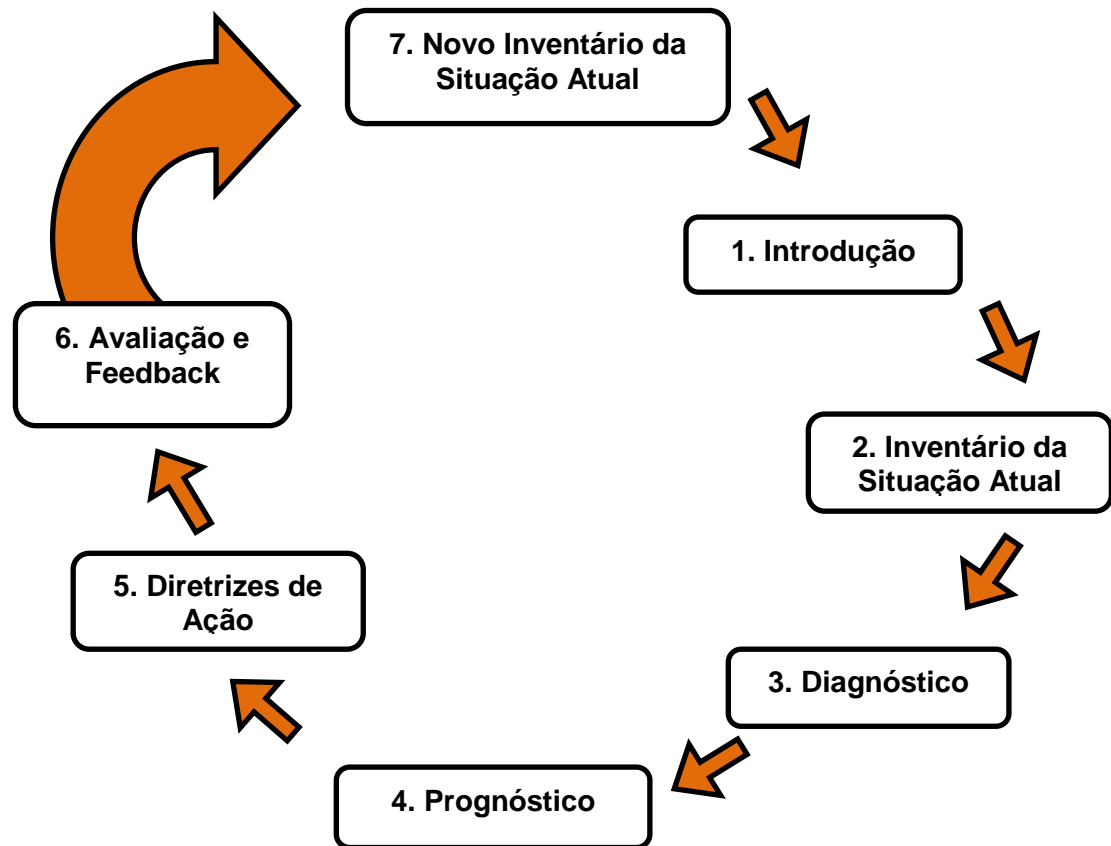 7. Novo Inventário da
Situação Atual
1. Introdução
2. Inventário da
Situação Atual
3. Diagnóstico
4. Prognóstico
5. Diretrizes de
Ação
6. Avaliação e
Feedback